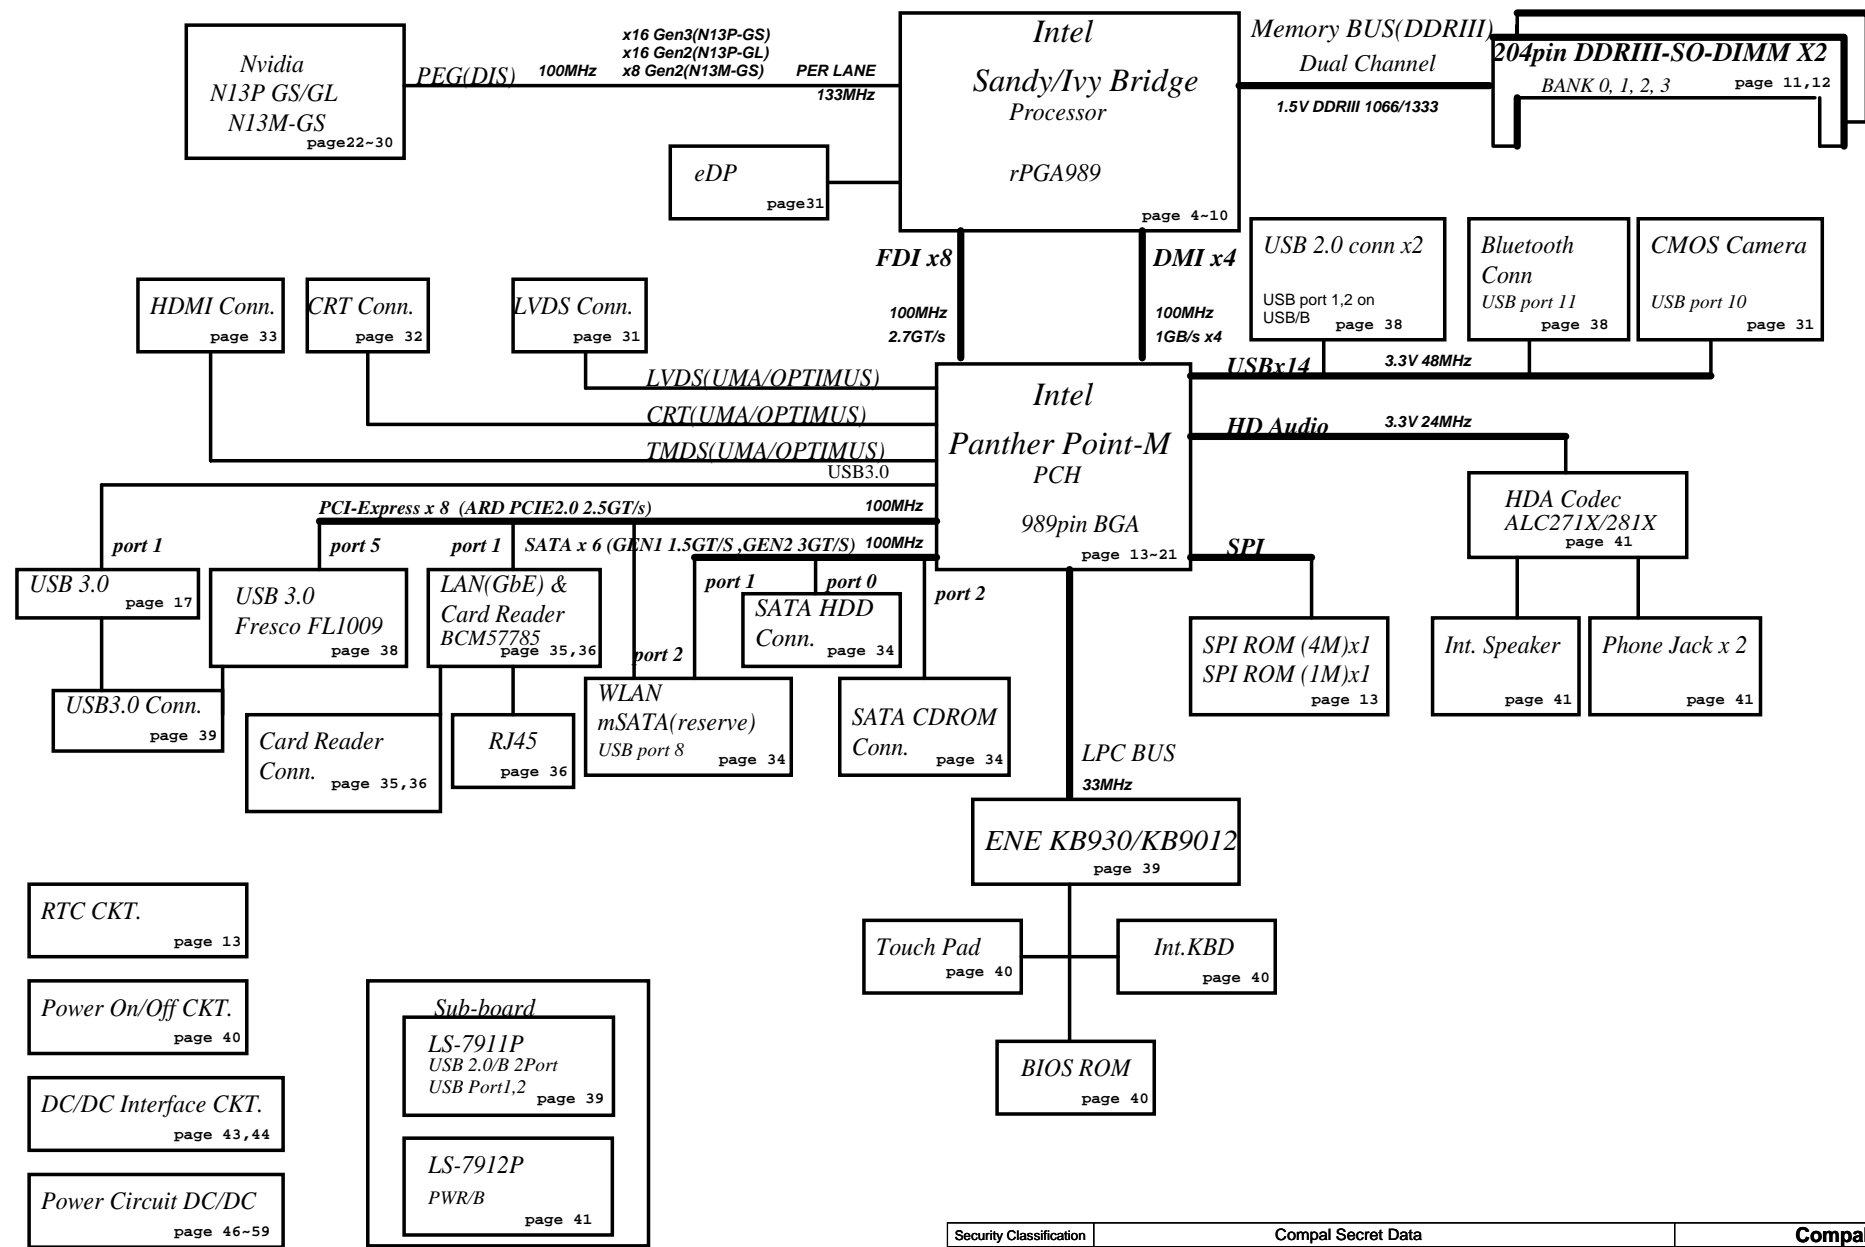 Nvidia
N13P GS/GL
N13M-GS
page22~30
PEG(DIS)
100MHz
x16 Gen3(N13P-GS)
x16 Gen2(N13P-GL)
x8 Gen2(N13M-GS)
PER LANE
133MHz
Intel
Sandy/Ivy Bridge
Processor
rPGA989
page 4~10
Memory BUS(DDRIII)
Dual Channel
1.5V DDRIII 1066/1333
204pin DDRIII-SO-DIMM X2
BANK 0, 1, 2, 3
page 11,12
eDP
page31
FDI x8
100MHz
2.7GT/s
DMI x4
100MHz
1GB/s x4
USB 2.0 conn x2
USB port 1,2 on
USB/B
page 38
Bluetooth
Conn
USB port 11
page 38
CMOS Camera
USB port 10
page 31
HDMI Conn.
page 33
CRT Conn.
page 32
LVDS Conn.
page 31
LVDS(UMA/OPTIMUS)
CRT(UMA/OPTIMUS)
TMDS(UMA/OPTIMUS)
USB3.0
Intel
Panther Point-M
PCH
989pin BGA
page 13~21
USBx14
3.3V 48MHz
HD Audio
3.3V 24MHz
SPI
PCI-Express x 8 (ARD PCIE2.0 2.5GT/s)
100MHz
SATA x 6 (GEN1 1.5GT/S ,GEN2 3GT/S)
100MHz
port 1
port 5
port 1
port 2
port 1
port 0
port 2
USB 3.0
page 17
USB 3.0
Fresco FL1009
page 38
LAN(GbE) &
Card Reader
BCM57785
page 35,36
SATA HDD
Conn.
page 34
HDA Codec
ALC271X/281X
page 41
USB3.0 Conn.
page 39
Card Reader
Conn.
page 35,36
RJ45
page 36
WLAN
mSATA(reserve)
USB port 8
page 34
SATA CDROM
Conn.
page 34
SPI ROM (4M)x1
SPI ROM (1M)x1
page 13
Int. Speaker
page 41
Phone Jack x 2
page 41
LPC BUS
33MHz
ENE KB930/KB9012
page 39
Touch Pad
page 40
Int.KBD
page 40
BIOS ROM
page 40
RTC CKT.
page 13
Power On/Off CKT.
page 40
DC/DC Interface CKT.
page 43,44
Power Circuit DC/DC
page 46~59
Sub-board
LS-7911P
USB 2.0/B 2Port
USB Port1,2
page 39
LS-7912P
PWR/B
page 41
Security Classification
Compal Secret Data
Compal